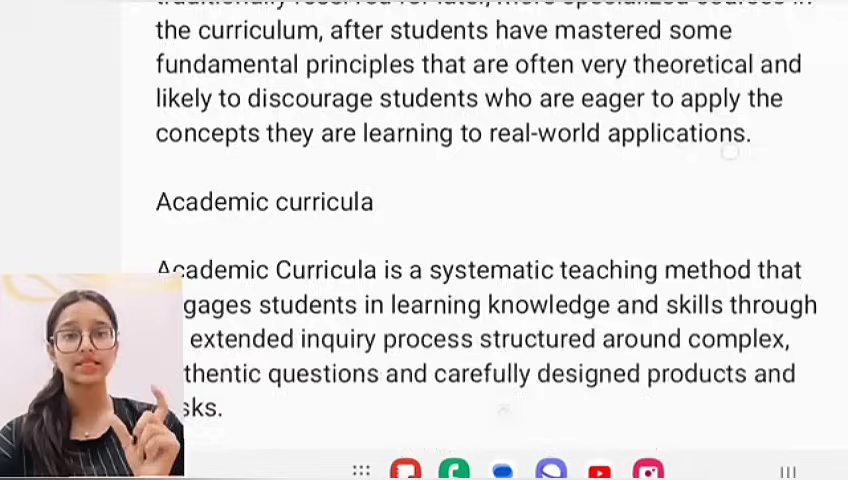 the curriculum, after students have mastered some
fundamental principles that are often very theoretical and
likely to discourage students who are eager to apply the
concepts they are learning to real-world applications.
Academic curricula
Academic Curricula is a systematic teaching method that
gages students in learning knowledge and skills through
extended inquiry process structured around complex,
thentic questions and carefully designed products and
sks.